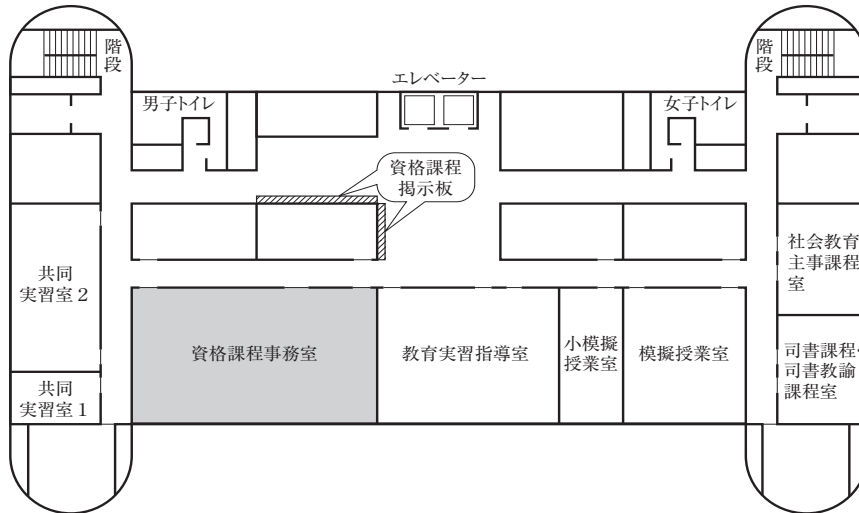 階
段
階
段
エレベーター
男子トイレ
女子トイレ
資格課程
掲示板
共同
実習室２
社会教育
主事課程
室
資格課程事務室
教育実習指導室
小模擬
授業室
模擬授業室
共同
実習室１
司書課程・
司書教諭
課程室